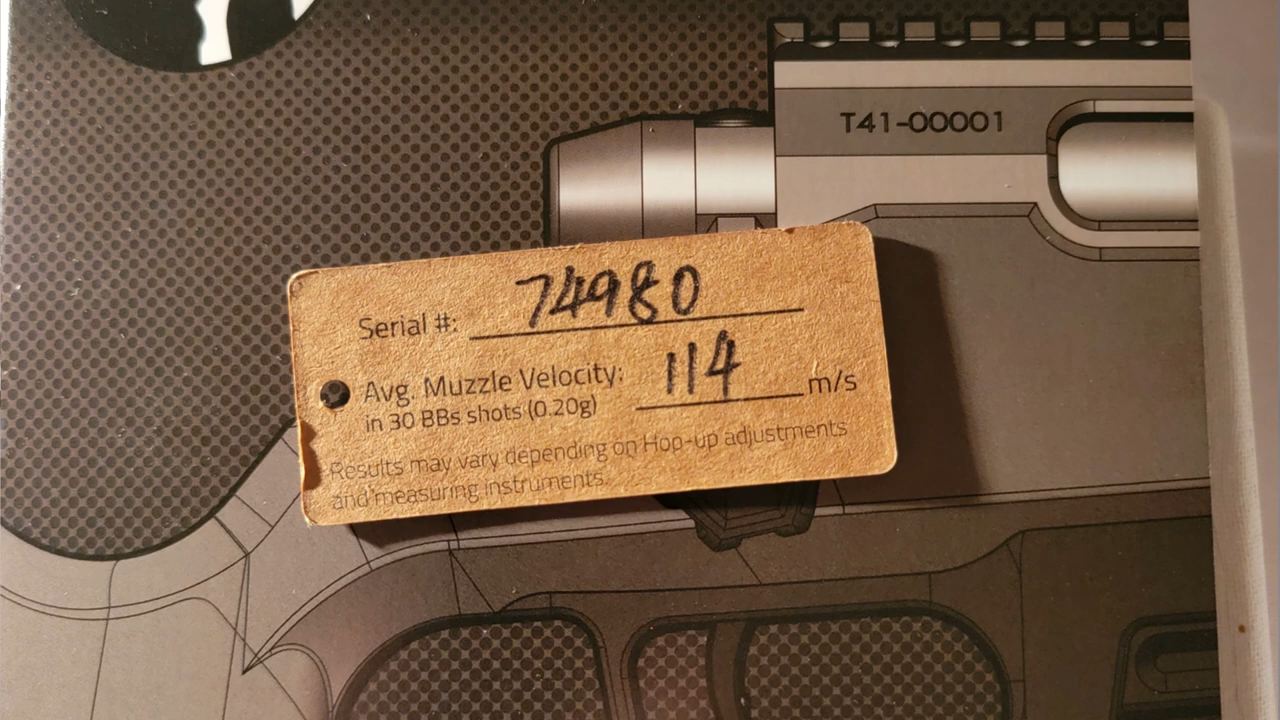 T41-00001
Serial #: 74980
Avg. Muzzle Velocity: 114 m/s
in 30 BBs shots (0.20g)
Results may vary depending on Hop-up adjustments
and measuring instruments.